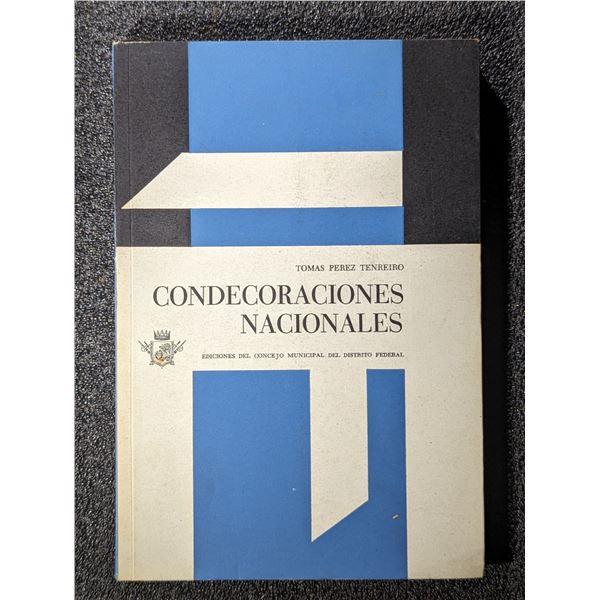 TOMAS PEREZ TENREIRO
CONDECORACIONES
NACIONALES
EDICIONES DEL CONCEJO MUNICIPAL DEL DISTRITO FEDERAL